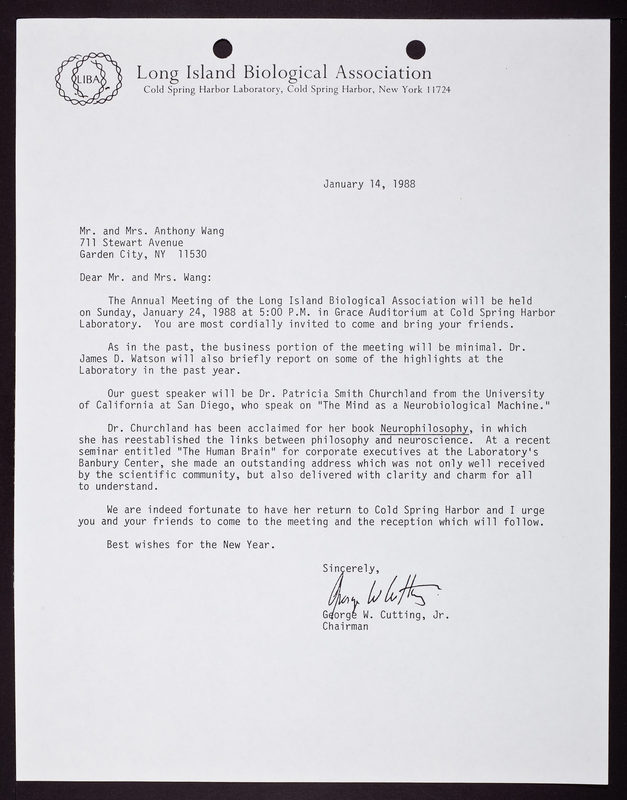 LIBA
Long Island Biological Association
Cold Spring Harbor Laboratory, Cold Spring Harbor, New York 11724
January 14, 1988
Mr. and Mrs. Anthony Wang
711 Stewart Avenue
Garden City, NY 11530
Dear Mr. and Mrs. Wang:
The Annual Meeting of the Long Island Biological Association will be held
on Sunday, January 24, 1988 at 5:00 P.M. in Grace Auditorium at Cold Spring Harbor
Laboratory. You are most cordially invited to come and bring your friends.
As in the past, the business portion of the meeting will be minimal. Dr.
James D. Watson will also briefly report on some of the highlights at the
Laboratory in the past year.
Our guest speaker will be Dr. Patricia Smith Churchland from the University
of California at San Diego, who speak on "The Mind as a Neurobiological Machine."
Dr. Churchland has been acclaimed for her book Neurophilosophy, in which
she has reestablished the links between philosophy and neuroscience. At a recent
seminar entitled "The Human Brain" for corporate executives at the Laboratory's
Banbury Center, she made an outstanding address which was not only well received
by the scientific community, but also delivered with clarity and charm for all
to understand.
We are indeed fortunate to have her return to Cold Spring Harbor and I urge
you and your friends to come to the meeting and the reception which will follow.
Best wishes for the New Year.
Sincerely,
George W Cutting
George W. Cutting, Jr.
Chairman